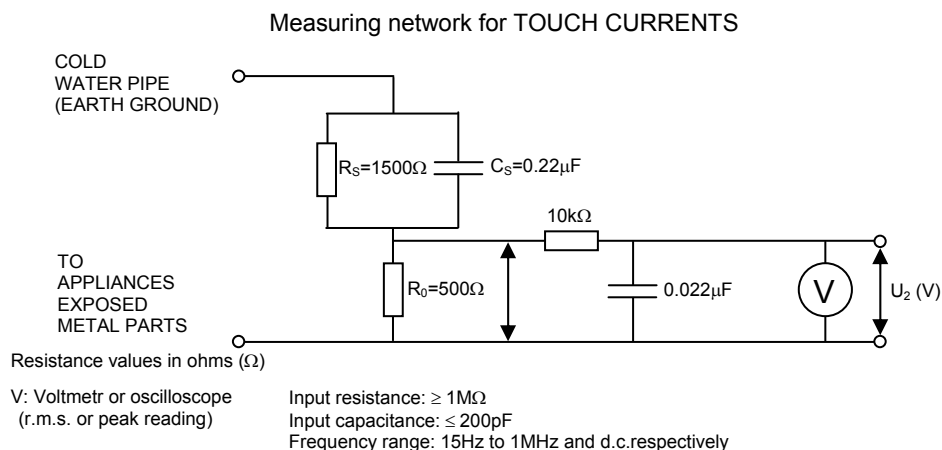 Measuring network for TOUCH CURRENTS
COLD
WATER PIPE
(EARTH GROUND)
RS=1500Ω
CS=0.22μF
10kΩ
TO
APPLIANCES
EXPOSED
METAL PARTS
R0=500Ω
0.022μF
V
U2 (V)
Resistance values in ohms (Ω)
V: Voltmetr or oscilloscope
(r.m.s. or peak reading)
Input resistance: ≥ 1MΩ
Input capacitance: ≤ 200pF
Frequency range: 15Hz to 1MHz and d.c.respectively